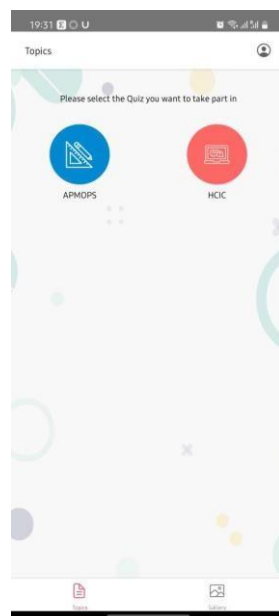 19:31
Topics
Please select the Quiz you want to take part in
APMOPS
HCIC
Topics
Gallery